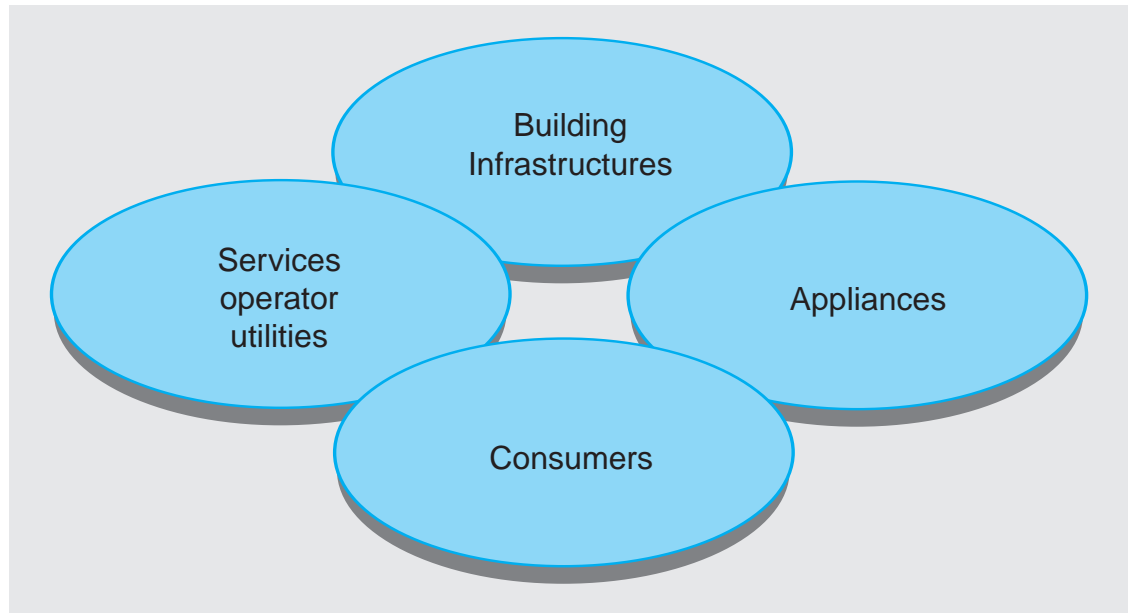 Building
Infrastructures
Services
operator
utilities
Appliances
Consumers